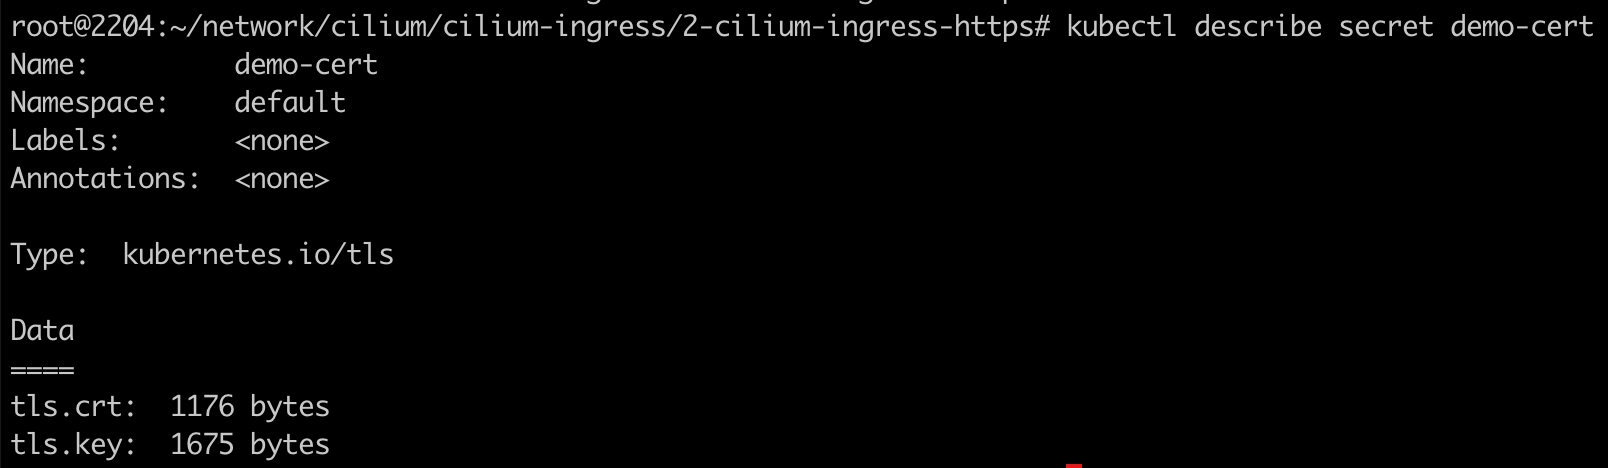 root@2204:~/network/cilium/cilium-ingress/2-cilium-ingress-https# kubectl describe secret demo-cert
Name:         demo-cert
Namespace:    default
Labels:       <none>
Annotations:  <none>

Type:  kubernetes.io/tls

Data
====
tls.crt:  1176 bytes
tls.key:  1675 bytes